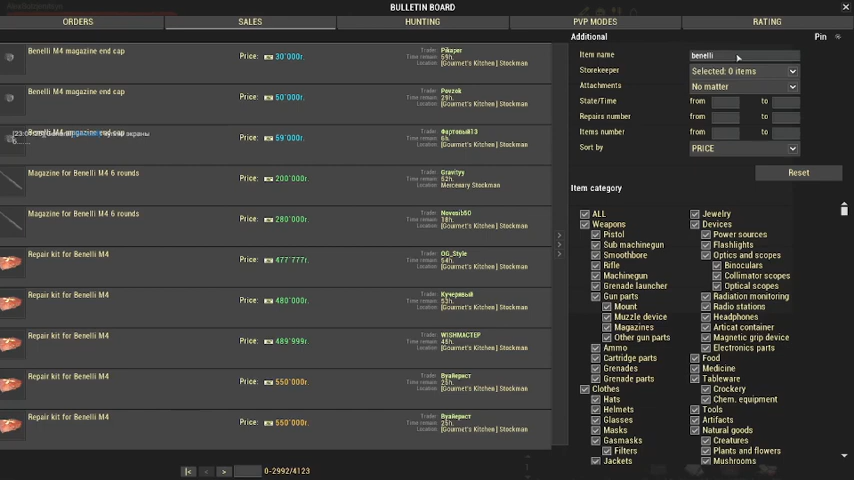 BULLETIN BOARD
ORDERS SALES HUNTING PVP MODES RATING
Benelli M4 magazine end cap Price: 30'000r. Trader: Pikaper
Time remain: 59h.
Location: [Gourmet's Kitchen] Stockman
Benelli M4 magazine end cap Price: 50'000r. Trader: Povzok
Time remain: 29h.
Location: [Gourmet's Kitchen] Stockman
Benelli M4 magazine end cap Price: 59'000r. Trader: Фартовый13
Time remain: 6h.
Location: [Gourmet's Kitchen] Stockman
Magazine for Benelli M4 6 rounds Price: 200'000r. Trader: Gravityy
Time remain: 62h.
Location: Mercenary Stockman
Magazine for Benelli M4 6 rounds Price: 280'000r. Trader: Novosib50
Time remain: 18h.
Location: [Gourmet's Kitchen] Stockman
Repair kit for Benelli M4 Price: 477'777r. Trader: OG_Style
Time remain: 54h.
Location: [Gourmet's Kitchen] Stockman
Repair kit for Benelli M4 Price: 480'000r. Trader: Кучерявый
Time remain: 53h.
Location: [Gourmet's Kitchen] Stockman
Repair kit for Benelli M4 Price: 489'999r. Trader: WISHMACTEP
Time remain: 45h.
Location: [Gourmet's Kitchen] Stockman
Repair kit for Benelli M4 Price: 550'000r. Trader: Вуайерист
Time remain: 25h.
Location: [Gourmet's Kitchen] Stockman
Repair kit for Benelli M4 Price: 550'000r. Trader: Вуайерист
Time remain: 25h.
Location: [Gourmet's Kitchen] Stockman
0-2992/4123
Additional Pin
Item name benelli
Storekeeper Selected: 0 items
Attachments No matter
State/Time from to
Repairs number from to
Items number from to
Sort by PRICE
Reset
Item category
ALL Jewelry
Weapons Devices
Pistol Power sources
Sub machinegun Flashlights
Smoothbore Optics and scopes
Rifle Binoculars
Machinegun Collimator scopes
Grenade launcher Optical scopes
Gun parts Radiation monitoring
Mount Radio stations
Muzzle device Headphones
Magazines Articat container
Other gun parts Magnetic grip device
Ammo Electronics parts
Cartridge parts Food
Grenades Medicine
Grenade parts Tableware
Clothes Crockery
Hats Chem. equipment
Helmets Tools
Glasses Artifacts
Masks Natural goods
Gasmasks Creatures
Filters Plants and flowers
Jackets Mushrooms